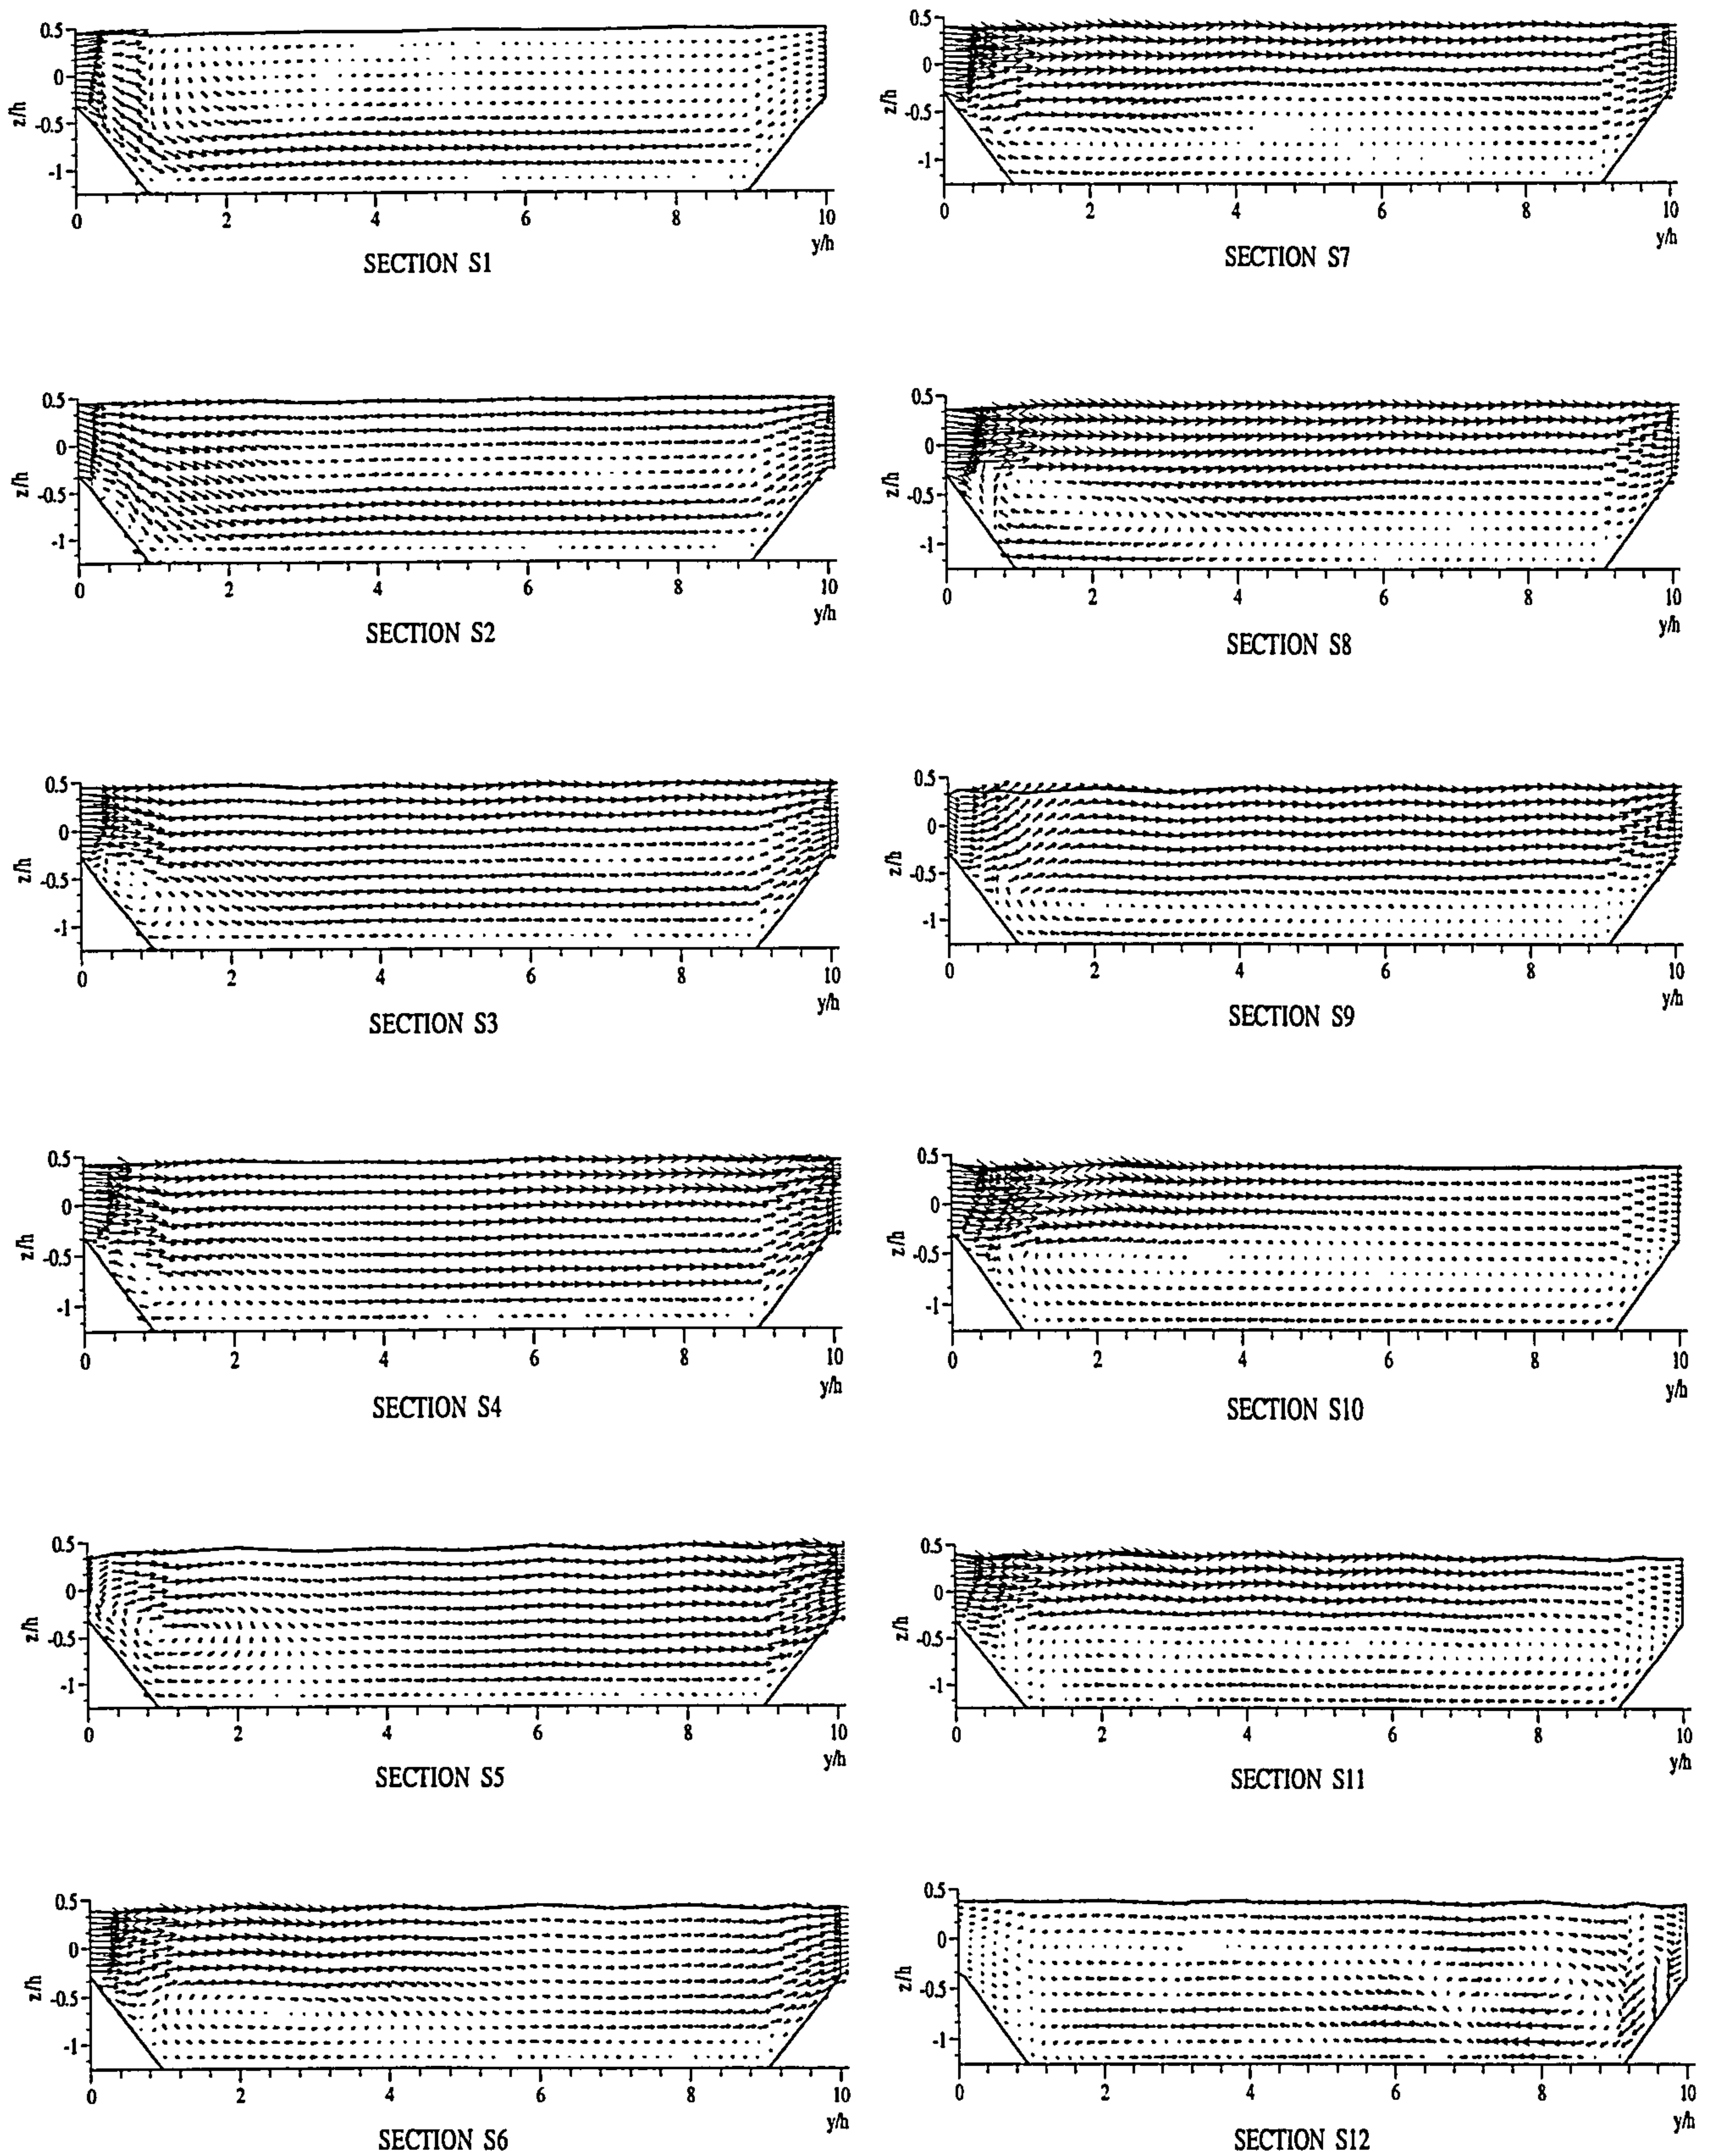 0.5
0
-0.5
-1
z/h
0 2 4 6 8 10
y/h
SECTION S1
0.5
0
-0.5
-1
z/h
0 2 4 6 8 10
y/h
SECTION S7
0.5
0
-0.5
-1
z/h
0 2 4 6 8 10
y/h
SECTION S2
0.5
0
-0.5
-1
z/h
0 2 4 6 8 10
y/h
SECTION S8
0.5
0
-0.5
-1
z/h
0 2 4 6 8 10
y/h
SECTION S3
0.5
0
-0.5
-1
z/h
0 2 4 6 8 10
y/h
SECTION S9
0.5
0
-0.5
-1
z/h
0 2 4 6 8 10
y/h
SECTION S4
0.5
0
-0.5
-1
z/h
0 2 4 6 8 10
y/h
SECTION S10
0.5
0
-0.5
-1
z/h
0 2 4 6 8 10
y/h
SECTION S5
0.5
0
-0.5
-1
z/h
0 2 4 6 8 10
y/h
SECTION S11
0.5
0
-0.5
-1
z/h
0 2 4 6 8 10
y/h
SECTION S6
0.5
0
-0.5
-1
z/h
0 2 4 6 8 10
y/h
SECTION S12